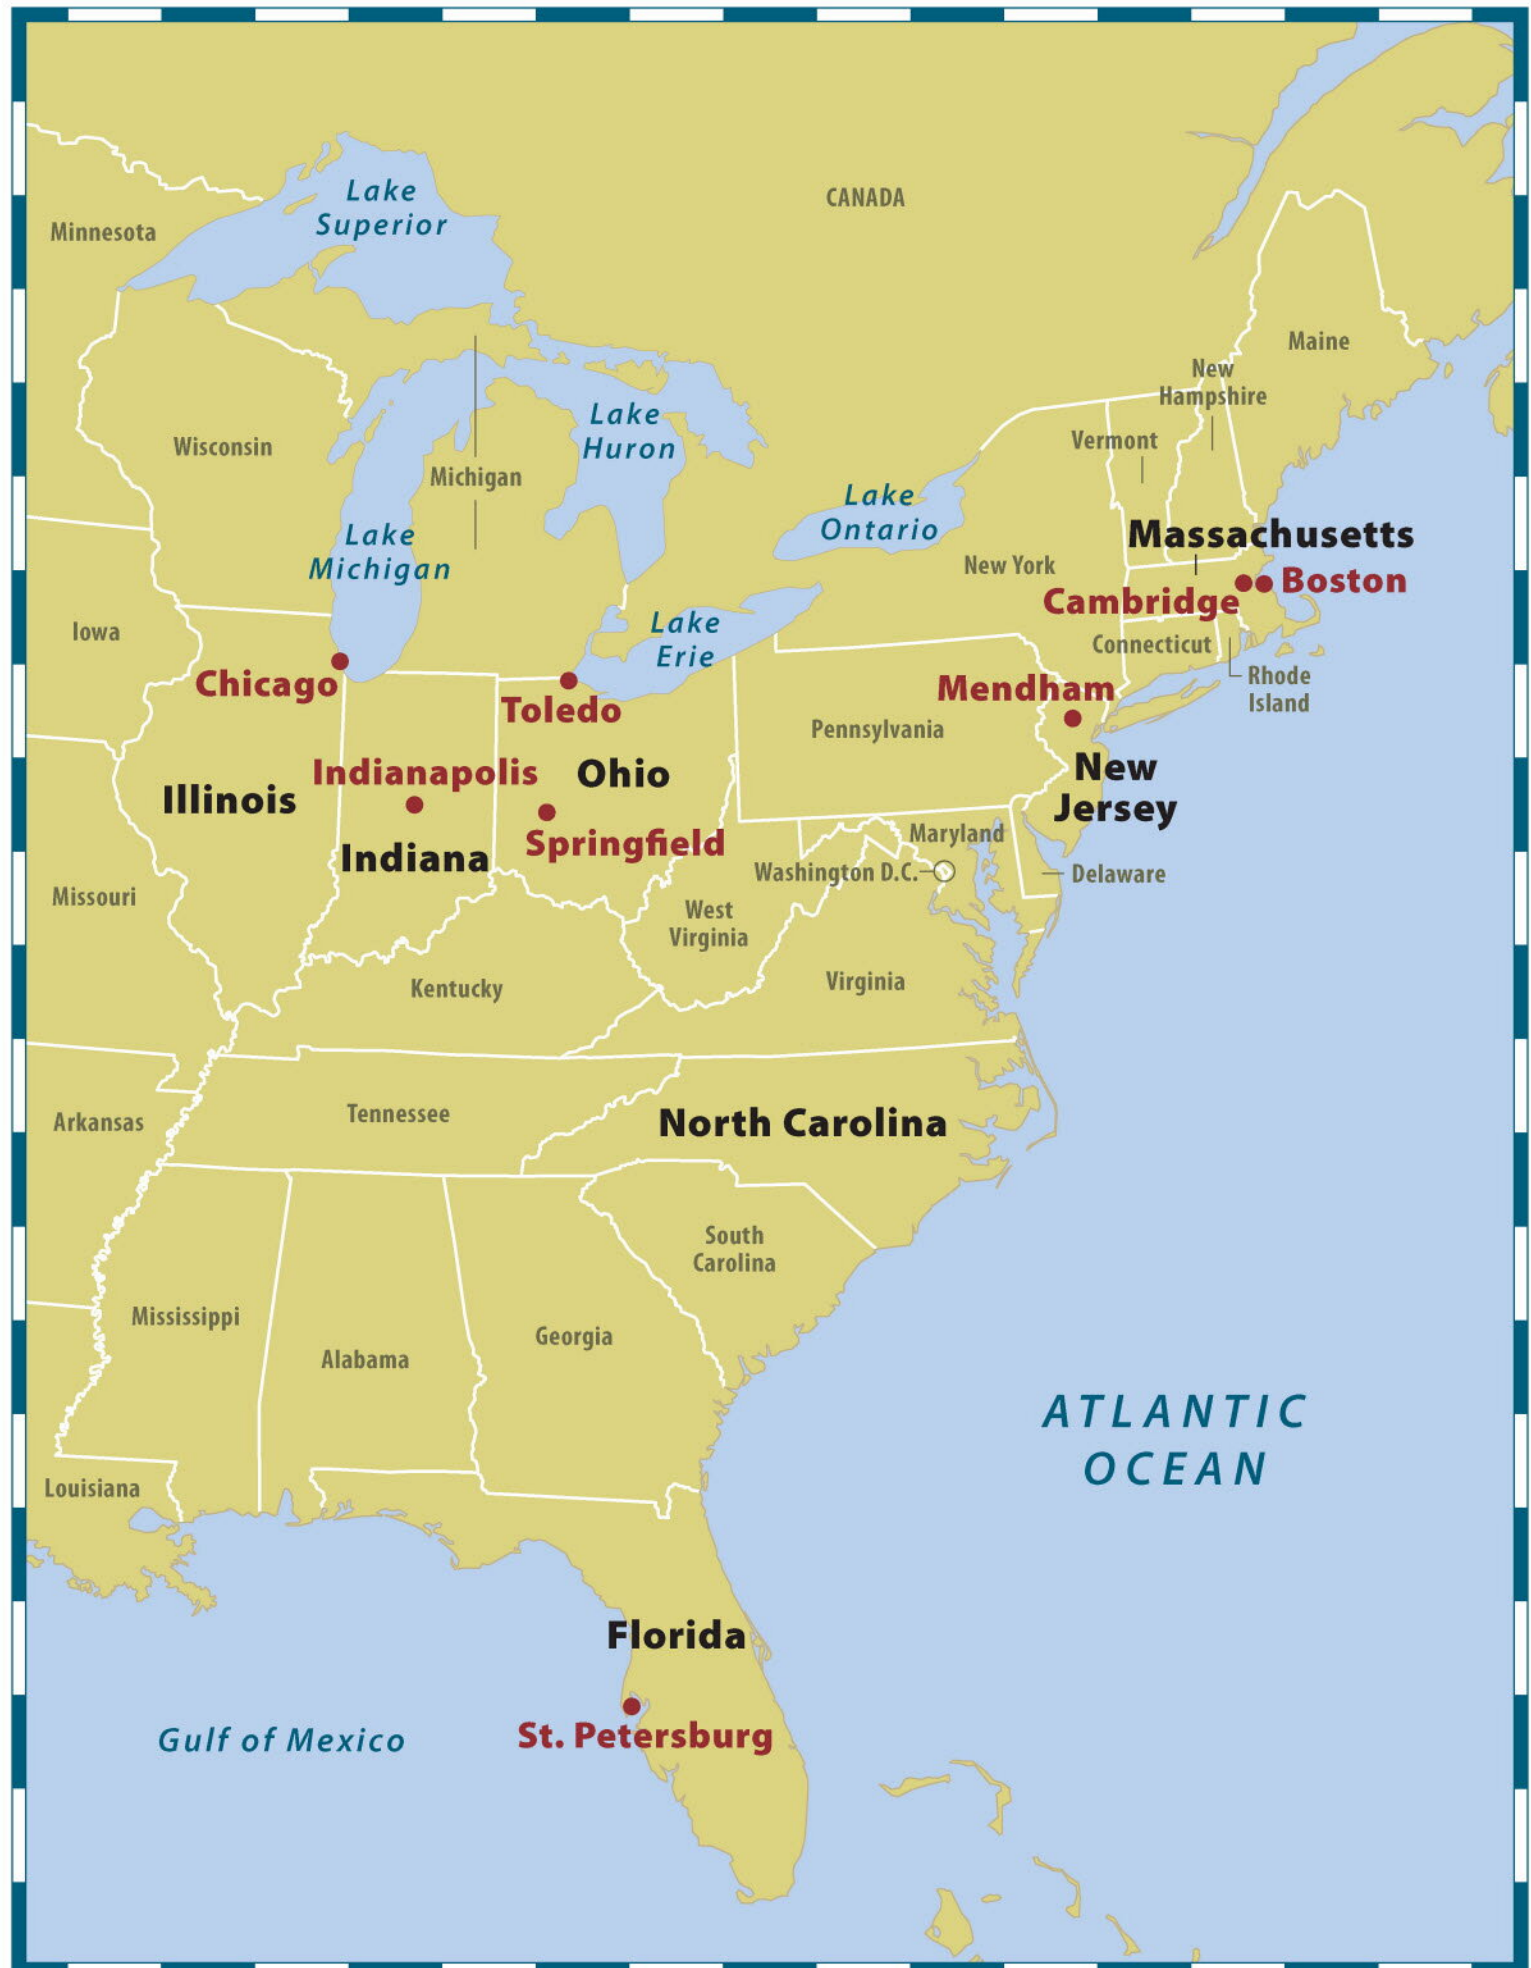 CANADA
Lake
Superior
Minnesota
Maine
New
Hampshire
Vermont
Lake
Huron
Wisconsin
Michigan
Lake
Ontario
Lake
Michigan
Massachusetts
New York
Cambridge
Boston
Iowa
Lake
Erie
Connecticut
Rhode
Island
Chicago
Toledo
Mendham
Pennsylvania
New
Jersey
Indianapolis
Ohio
Illinois
Springfield
Indiana
Maryland
Washington D.C.
Delaware
Missouri
West
Virginia
Virginia
Kentucky
Arkansas
Tennessee
North Carolina
South
Carolina
Mississippi
Georgia
Alabama
ATLANTIC
OCEAN
Louisiana
Florida
Gulf of Mexico
St. Petersburg